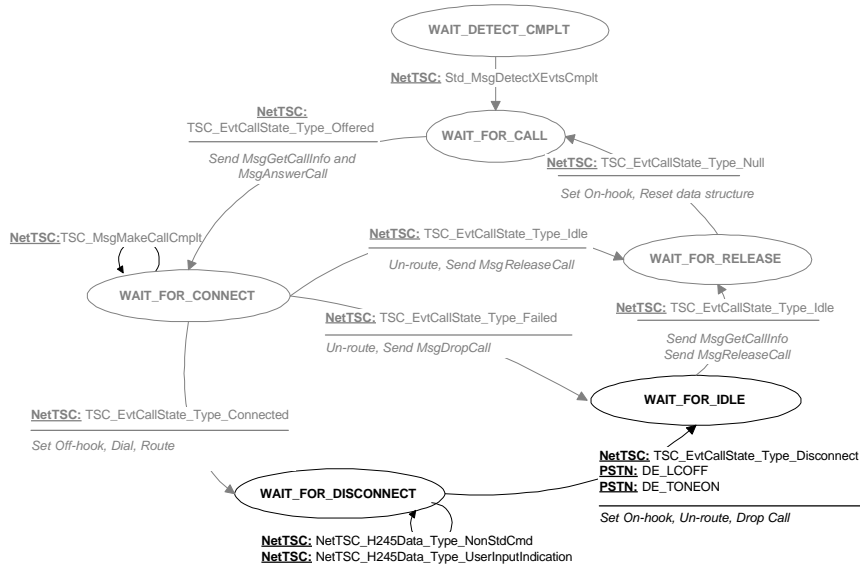 WAIT_DETECT_CMPLT
NetTSC: Std_MsgDetectXEvtsCmplt
NetTSC:
TSC_EvtCallState_Type_Offered
Send MsgGetCallInfo and
MsgAnswerCall
WAIT_FOR_CALL
NetTSC: TSC_EvtCallState_Type_Null
Set On-hook, Reset data structure
NetTSC:TSC_MsgMakeCallCmplt
NetTSC: TSC_EvtCallState_Type_Idle
Un-route, Send MsgReleaseCall
WAIT_FOR_RELEASE
WAIT_FOR_CONNECT
NetTSC: TSC_EvtCallState_Type_Failed
Un-route, Send MsgDropCall
NetTSC: TSC_EvtCallState_Type_Idle
Send MsgGetCallInfo
Send MsgReleaseCall
WAIT_FOR_IDLE
NetTSC: TSC_EvtCallState_Type_Connected
Set Off-hook, Dial, Route
NetTSC: TSC_EvtCallState_Type_Disconnect
PSTN: DE_LCOFF
PSTN: DE_TONEON
Set On-hook, Un-route, Drop Call
WAIT_FOR_DISCONNECT
NetTSC: NetTSC_H245Data_Type_NonStdCmd
NetTSC: NetTSC_H245Data_Type_UserInputIndication